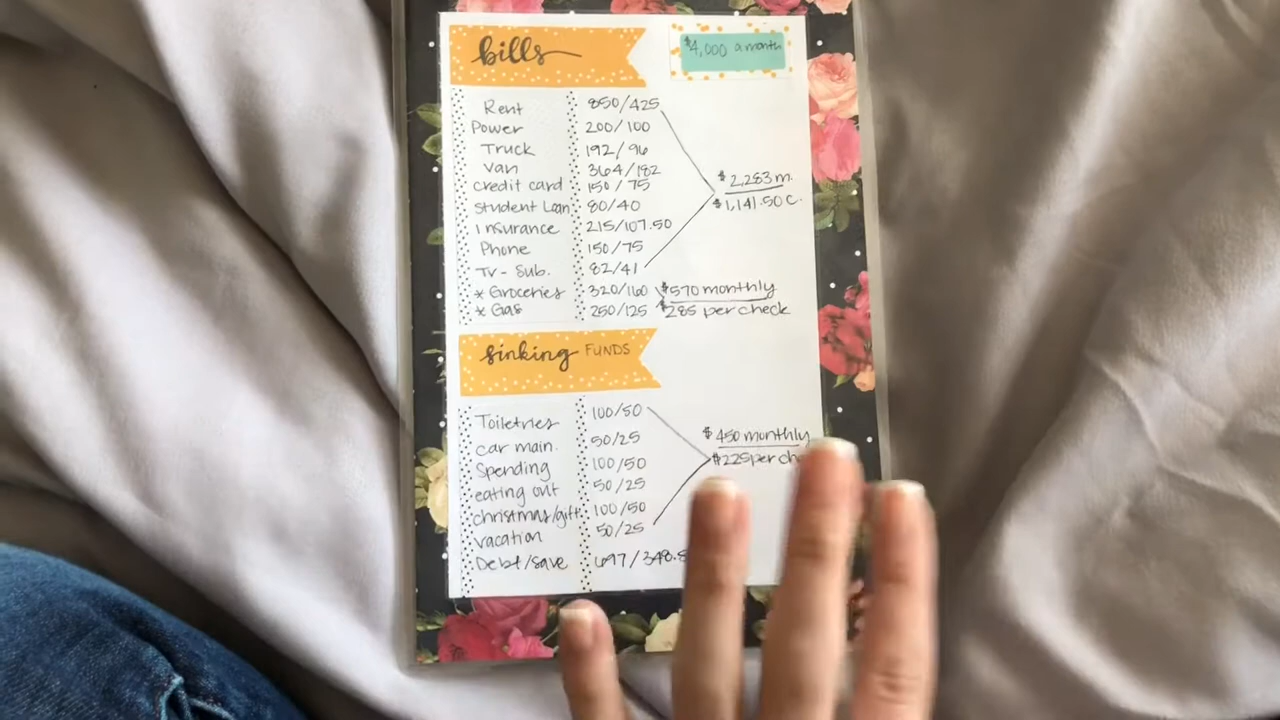 bills
$4,000 a month
Rent 850/425
Power 200/100
Truck 192/96
Van 364/182
$2,283 m.
credit card 150/75
$1,141.50 c.
Student Loan 80/40
Insurance 215/107.50
Phone 150/75
TV - Sub. 82/41
* Groceries 320/160 $570 monthly
* Gas 250/125 $285 per check
sinking FUNDS
Toiletries 100/50
$450 monthly
car main. 50/25
$225 per
Spending 100/50
eating out 50/25
christmas/gift 100/50
vacation 50/25
Debt/save 697/348.5